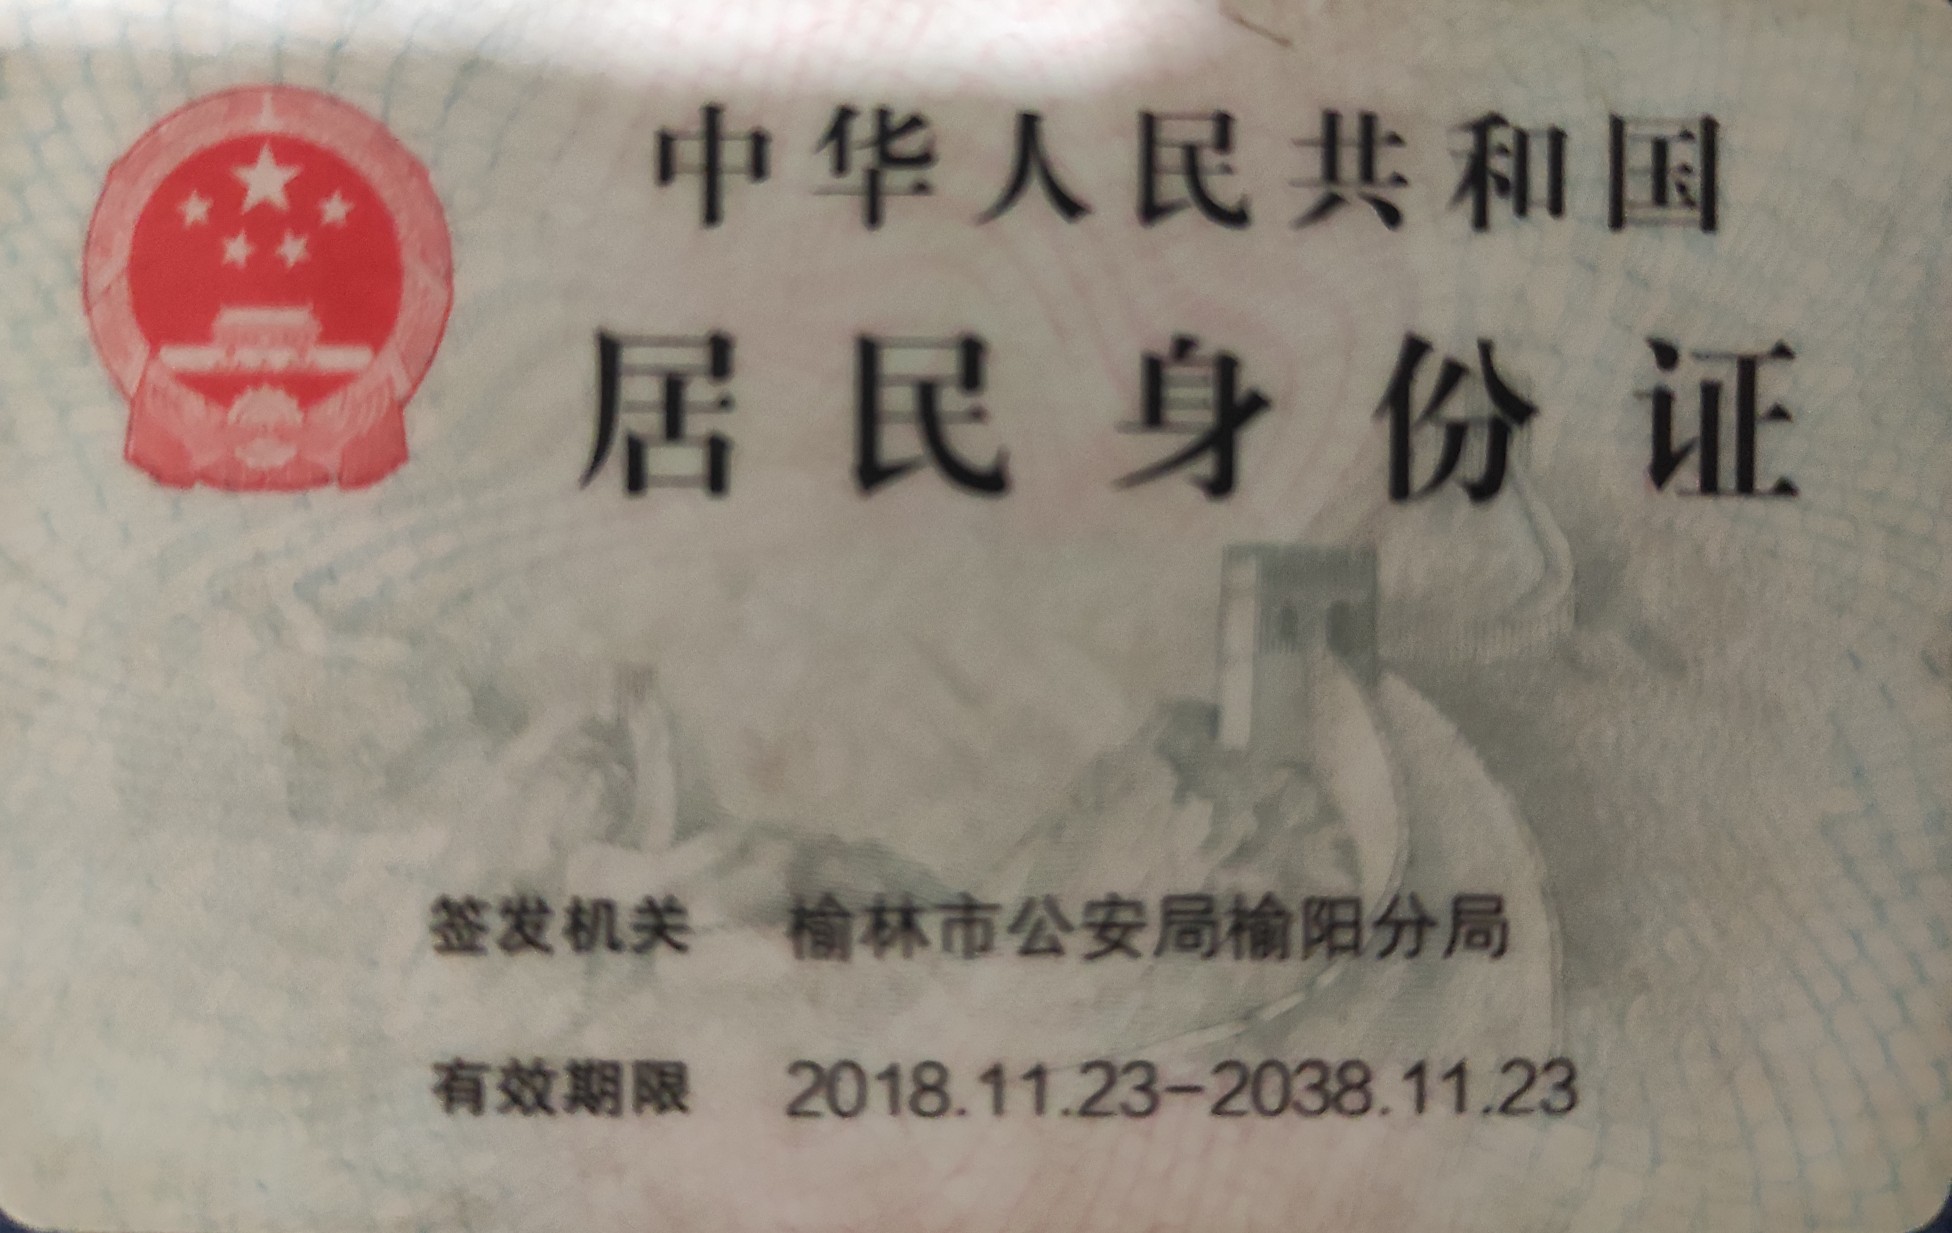 中华人民共和国
居民身份证
签发机关 榆林市公安局榆阳分局
有效期限 2018.11.23-2038.11.23